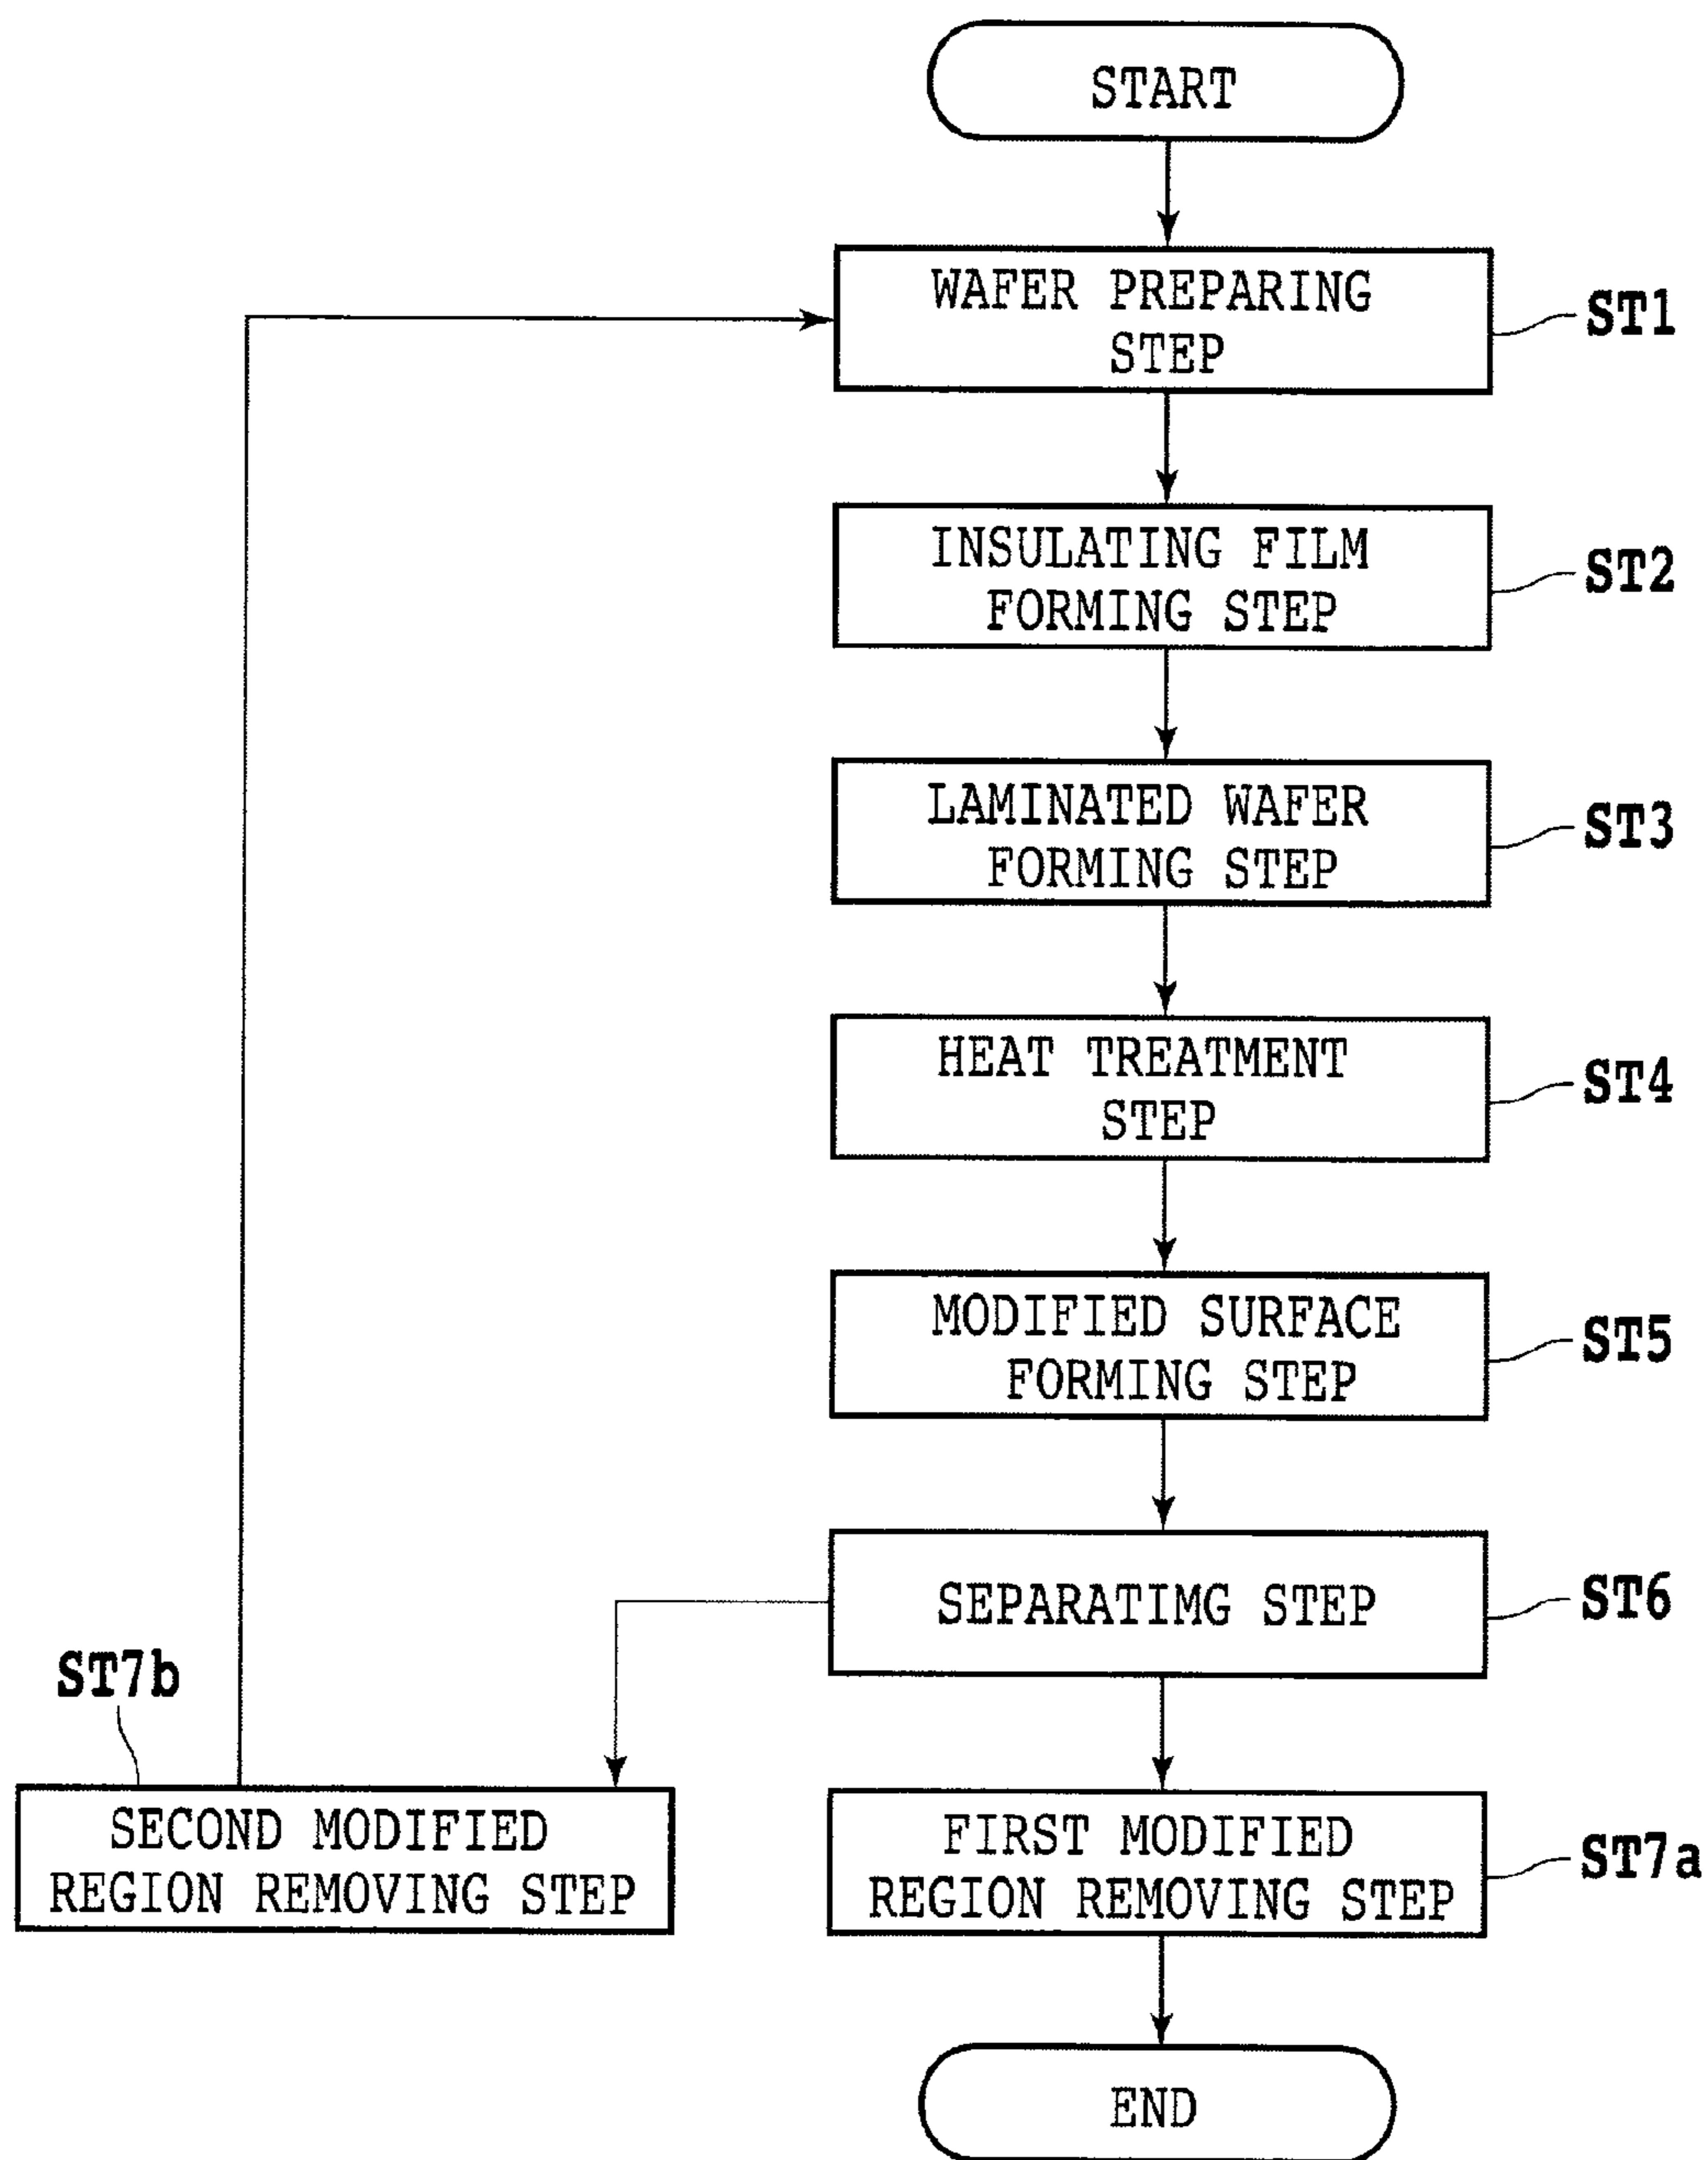 START
WAFER PREPARING
STEP
ST1
INSULATING FILM
FORMING STEP
ST2
LAMINATED WAFER
FORMING STEP
ST3
HEAT TREATMENT
STEP
ST4
MODIFIED SURFACE
FORMING STEP
ST5
SEPARATIMG STEP
ST6
ST7b
SECOND MODIFIED
REGION REMOVING STEP
FIRST MODIFIED
REGION REMOVING STEP
ST7a
END